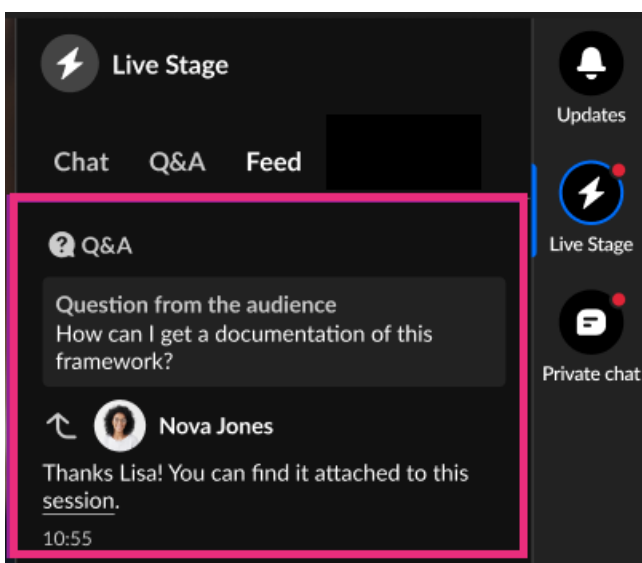 Live Stage
Chat Q&A Feed
Q&A
Question from the audience
How can I get a documentation of this
framework?
Nova Jones
Thanks Lisa! You can find it attached to this
session.
10:55
Updates
Live Stage
Private chat